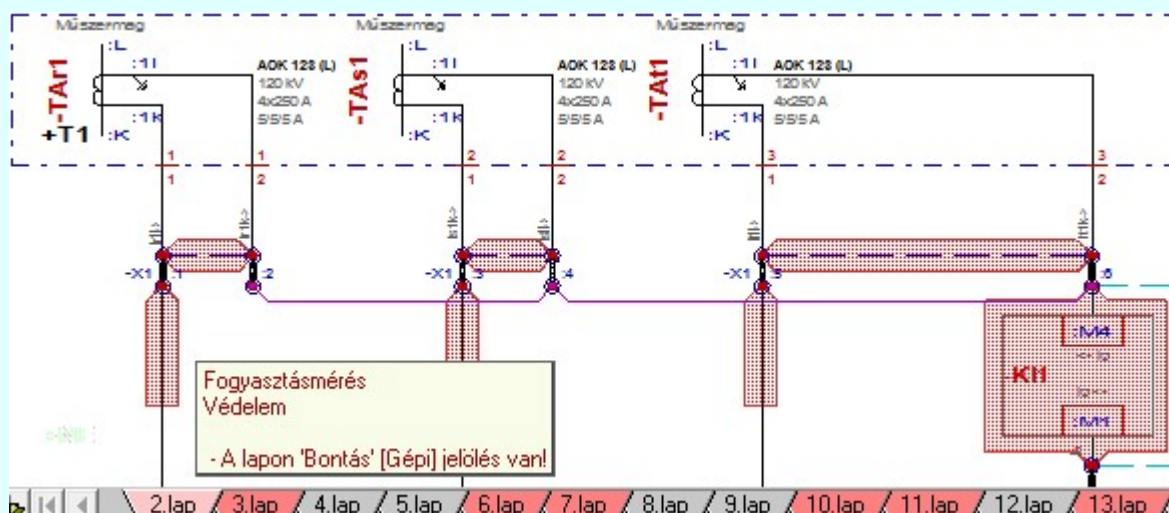 Műszermag Műszermag Műszermag
:L :L :L
-TAr1 :1l AOK 123 (L) -TAs1 :1l AOK 123 (L) -TAt1 :1l AOK 123 (L)
120 kV 120 kV 120 kV
4x250 A 4x250 A 4x250 A
:1k 5/5/5 A :1k 5/5/5 A :1k 5/5/5 A
+T1 :K :K :K
1 1 2 2 3 3
1 2 1 2 1 2
-X1 :1 :2 -X1 :3 :4 -X1 :5 :6
:M4
Fogyasztásmérés
Védelem
:M1
- A lapon 'Bontás' [Gépi] jelölés van!
2.lap 3.lap 4.lap 5.lap 6.lap 7.lap 8.lap 9.lap 10.lap 11.lap 12.lap 13.lap